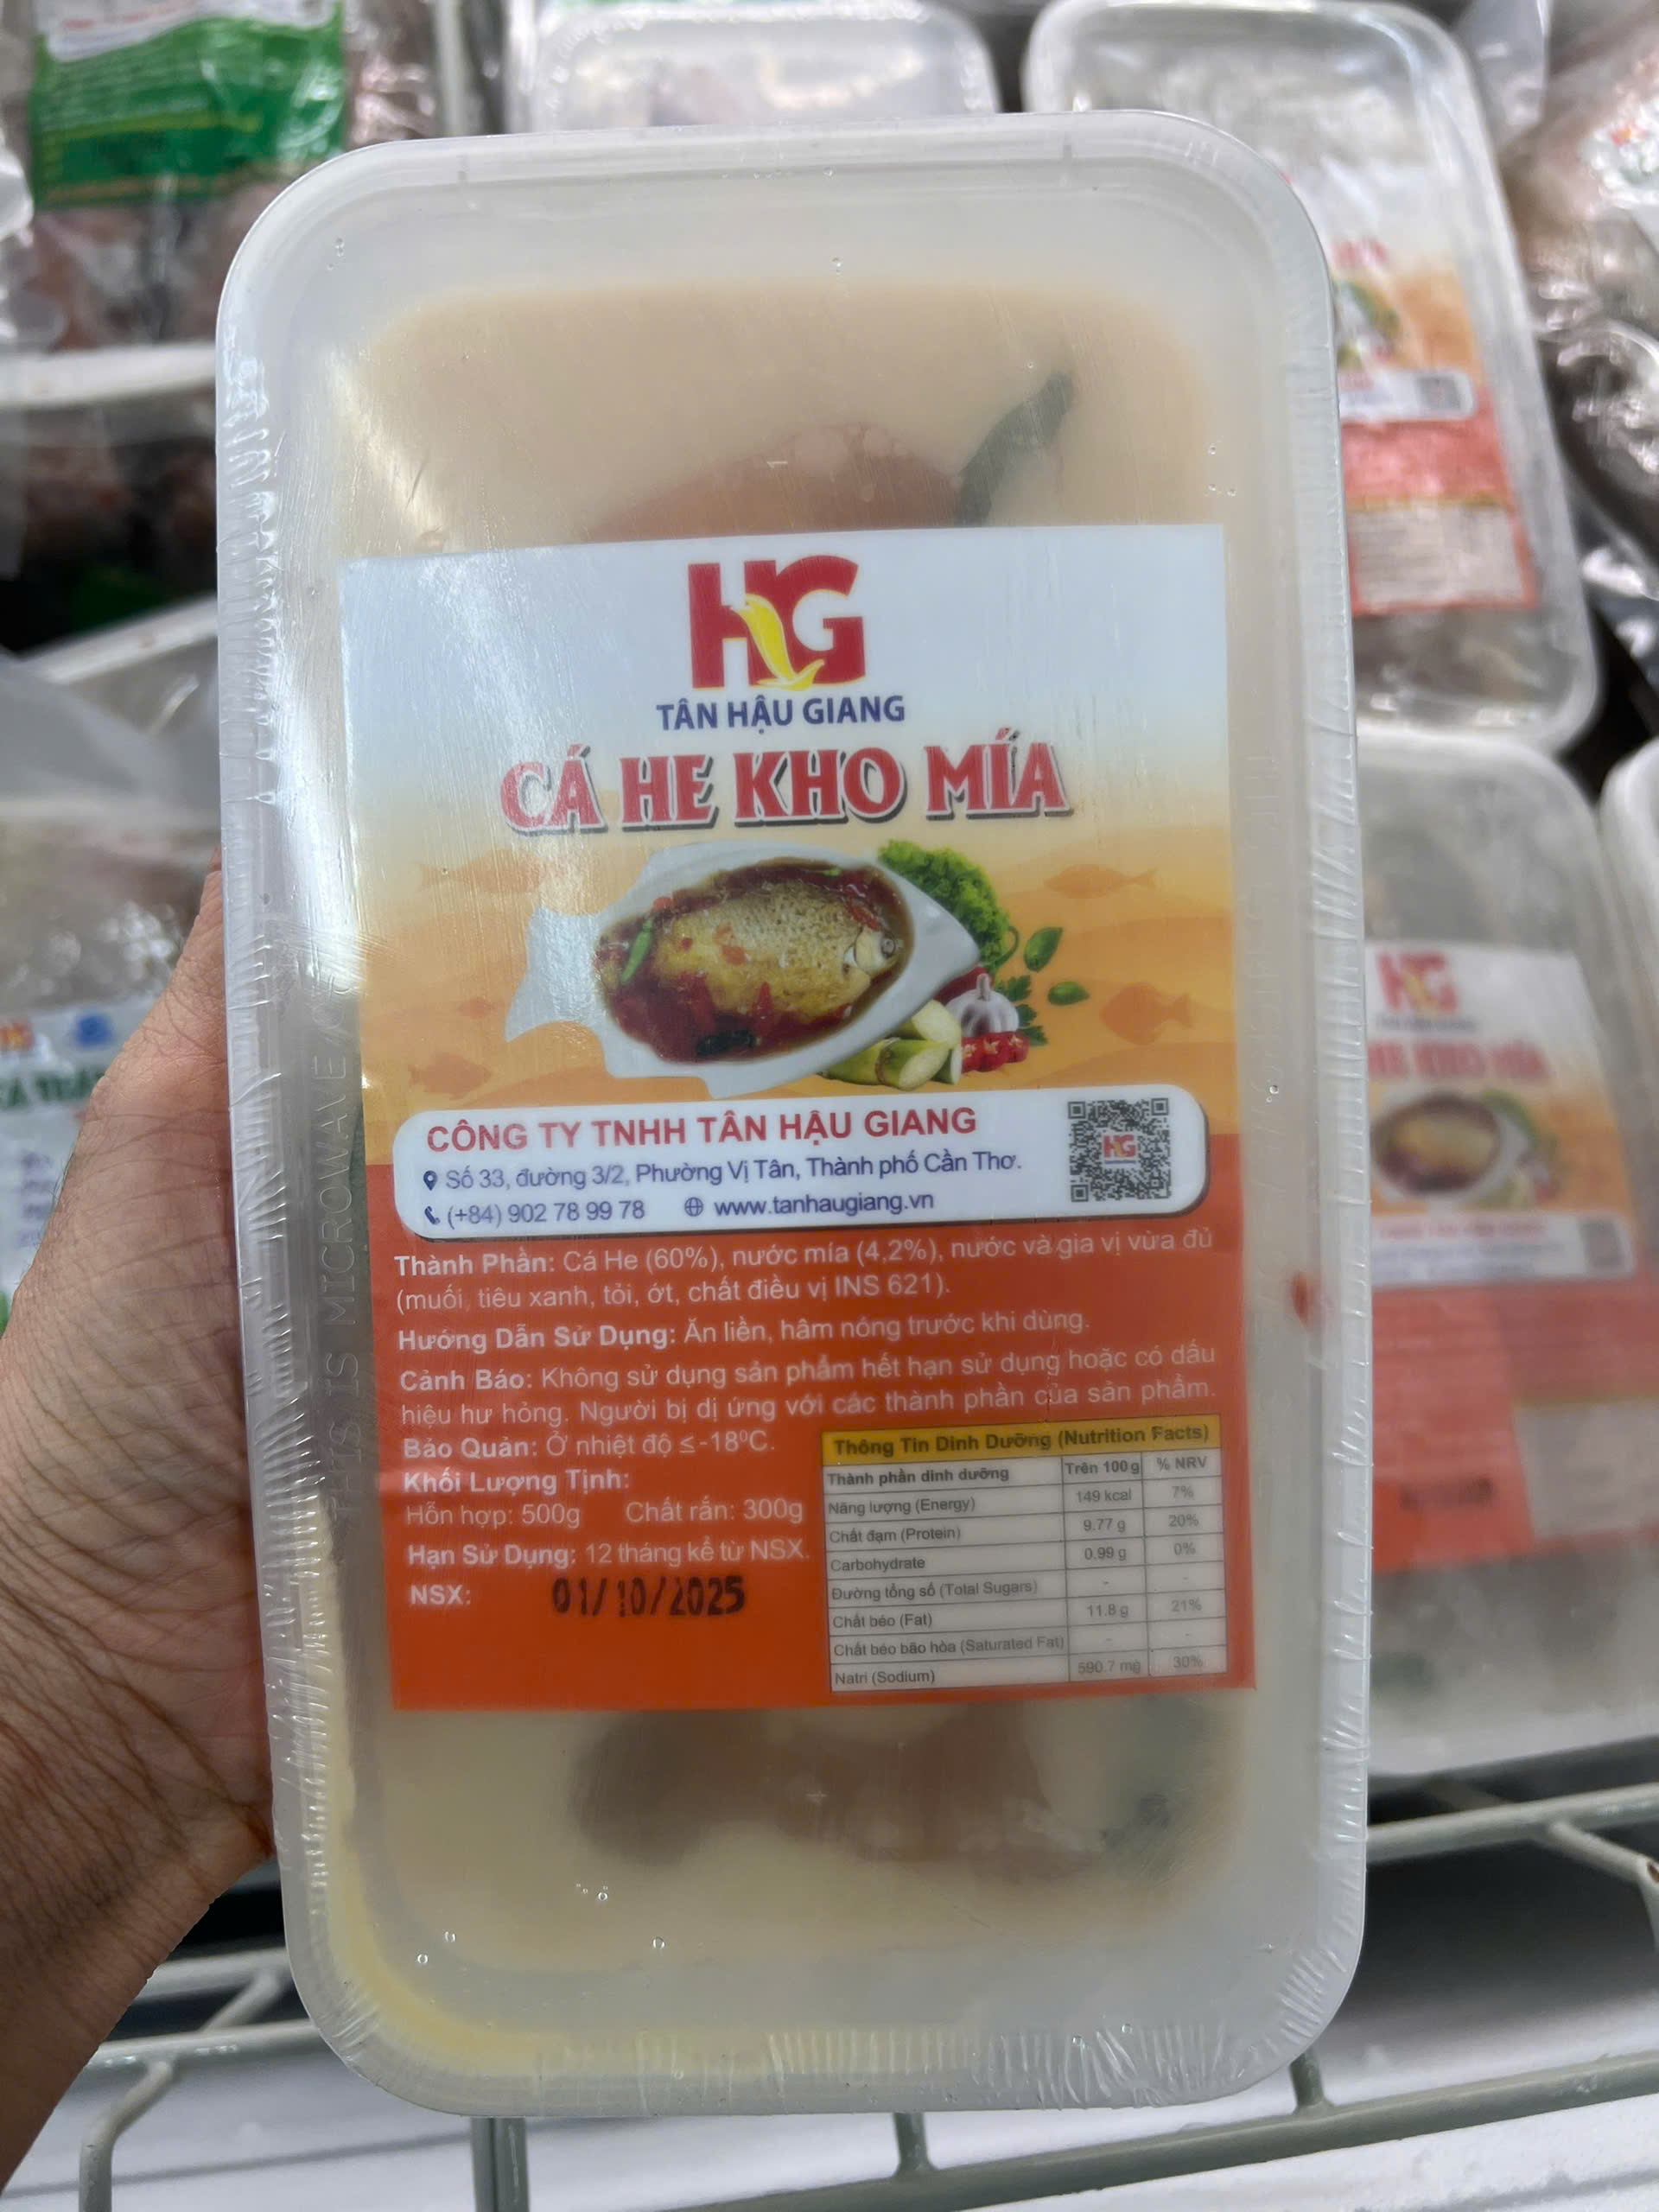 HG
TÂN HẬU GIANG
CÁ HE KHO MÍA
CÔNG TY TNHH TÂN HẬU GIANG
Số 33, đường 3/2, Phường Vị Tân, Thành phố Cần Thơ.
(+84) 902 78 99 78 www.tanhaugiang.vn
HG
Thành Phần: Cá He (60%), nước mía (4,2%), nước và gia vị vừa đủ
(muối, tiêu xanh, tỏi, ớt, chất điều vị INS 621).
Hướng Dẫn Sử Dụng: Ăn liền, hâm nóng trước khi dùng.
Cảnh Báo: Không sử dụng sản phẩm hết hạn sử dụng hoặc có dấu
hiệu hư hỏng. Người bị dị ứng với các thành phần của sản phẩm.
Bảo Quản: Ở nhiệt độ ≤-18⁰C.
Khối Lượng Tịnh:
Hỗn hợp: 500g Chất rắn: 300g
Hạn Sử Dụng: 12 tháng kể từ NSX.
NSX: 01/10/2025
Thông Tin Dinh Dưỡng (Nutrition Facts)
Thành phần dinh dưỡng Trên 100g % NRV
Năng lượng (Energy) 149 kcal 7%
Chất đạm (Protein) 9.77 g 20%
Carbohydrate 0.99 g 0%
Đường tổng số (Total Sugars) - -
Chất béo (Fat) 11.8 g 21%
Chất béo bão hòa (Saturated Fat) - -
Natri (Sodium) 590.7 mg 30%
THIS IS MICROWAVE
HG
HE KHO MÍA